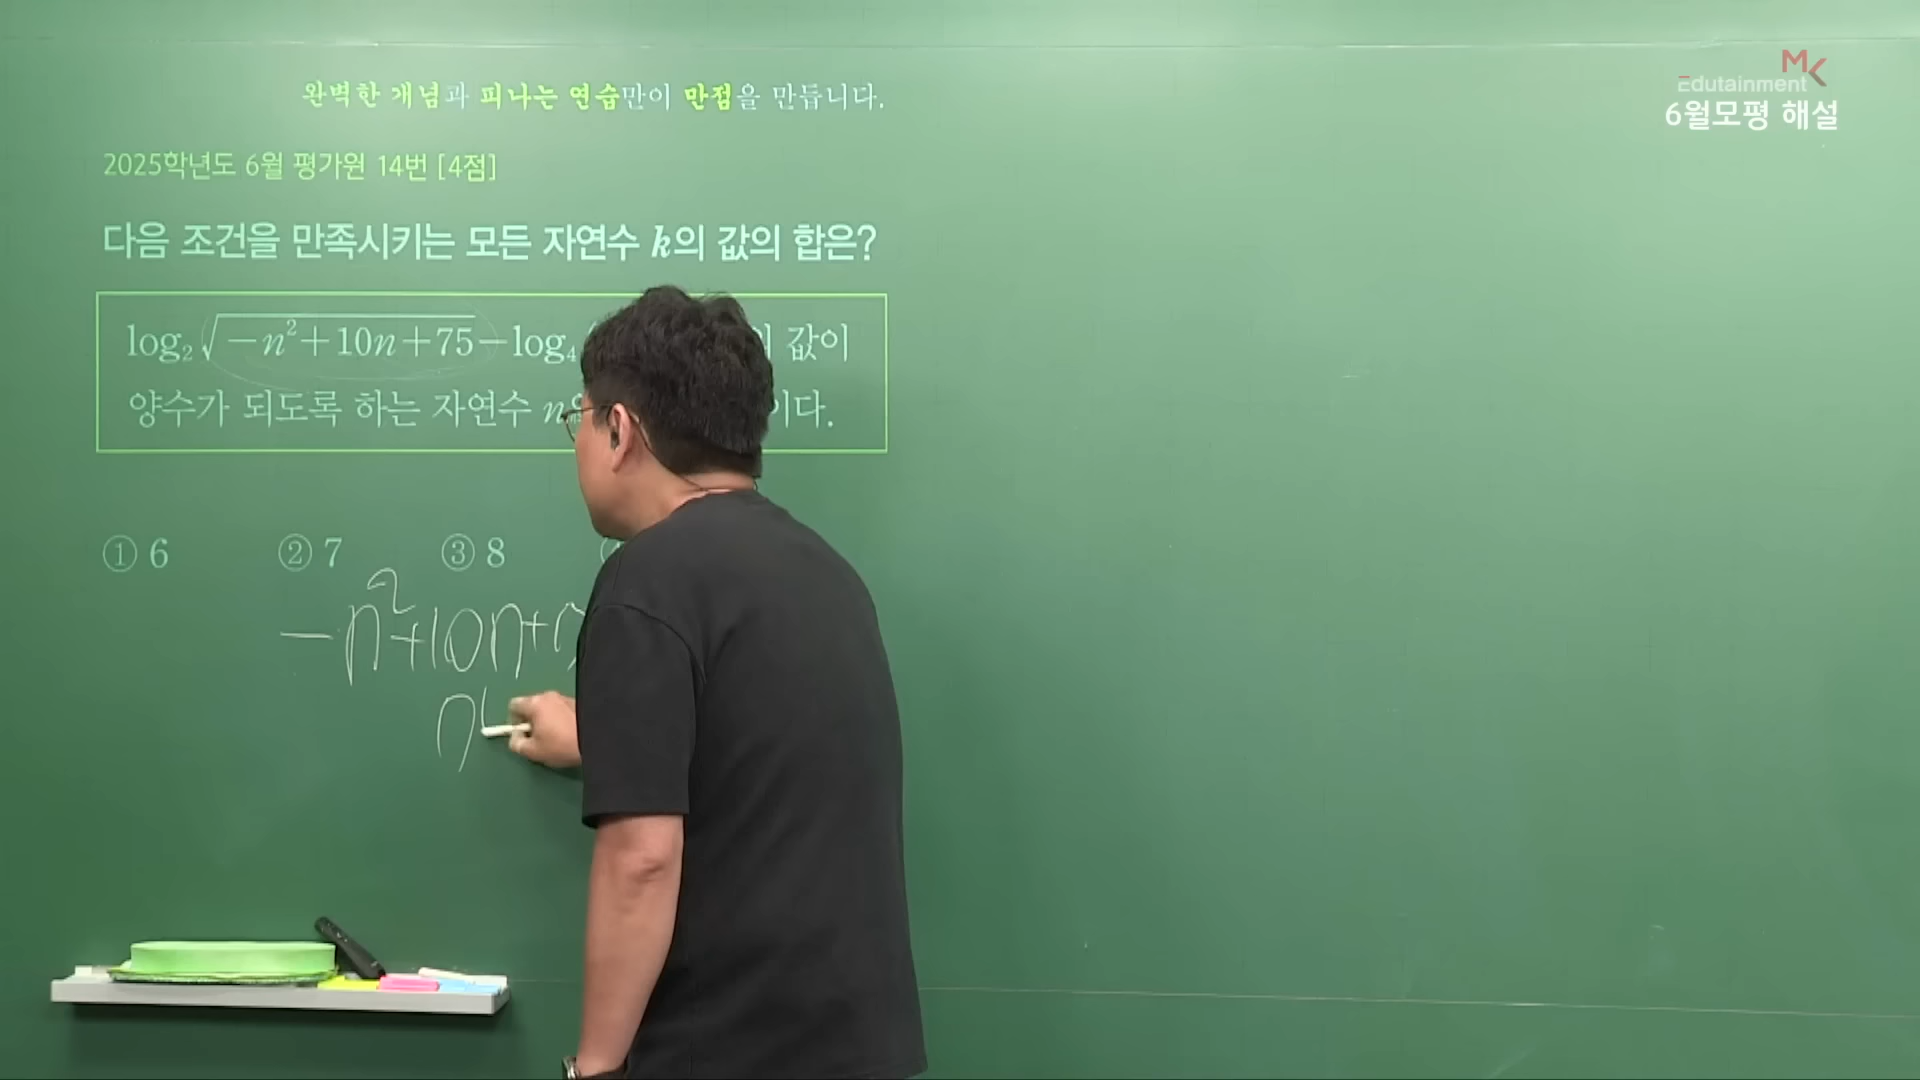 MK
Edutainment
6월모평 해설
완벽한 개념과 피나는 연습만이 만점을 만듭니다.
2025학년도 6월 평가원 14번 [4점]
다음 조건을 만족시키는 모든 자연수 k의 값의 합은?
log₂ √(−n²+10n+75) − log₄ 값이
양수가 되도록 하는 자연수 n 이다.
① 6 ② 7 ③ 8
−n²+10n+
n